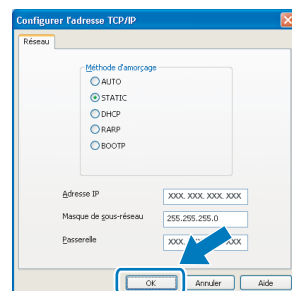 Configurer l'adresse TCP/IP
Réseau
Méthode d'amorçage
AUTO
STATIC
DHCP
RARP
BOOTP
Adresse IP XXX. XXX. XXX. XXX
Masque de sous-réseau 255.255.255.0
Passerelle XXX. XXX
OK Annuler Aide